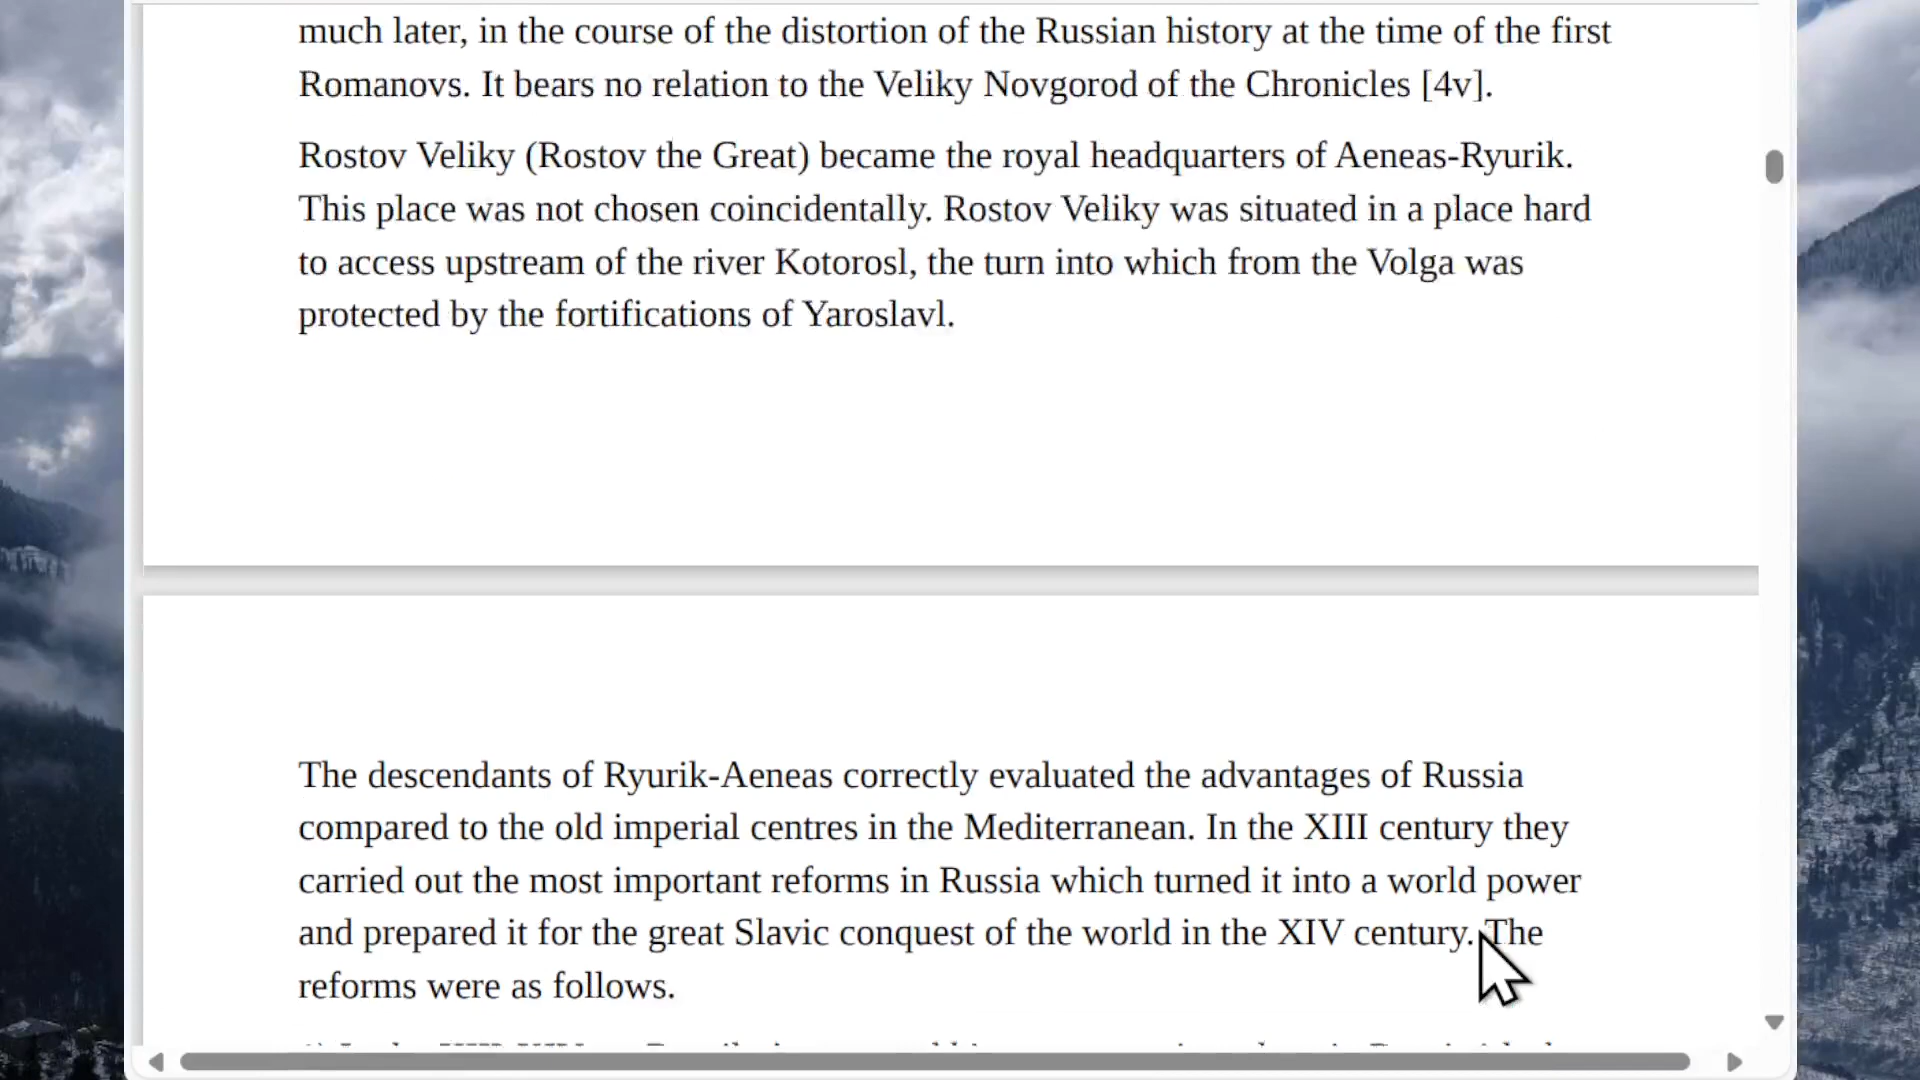 much later, in the course of the distortion of the Russian history at the time of the first
Romanovs. It bears no relation to the Veliky Novgorod of the Chronicles [4v].
Rostov Veliky (Rostov the Great) became the royal headquarters of Aeneas-Ryurik.
This place was not chosen coincidentally. Rostov Veliky was situated in a place hard
to access upstream of the river Kotorosl, the turn into which from the Volga was
protected by the fortifications of Yaroslavl.
The descendants of Ryurik-Aeneas correctly evaluated the advantages of Russia
compared to the old imperial centres in the Mediterranean. In the XIII century they
carried out the most important reforms in Russia which turned it into a world power
and prepared it for the great Slavic conquest of the world in the XIV century. The
reforms were as follows.